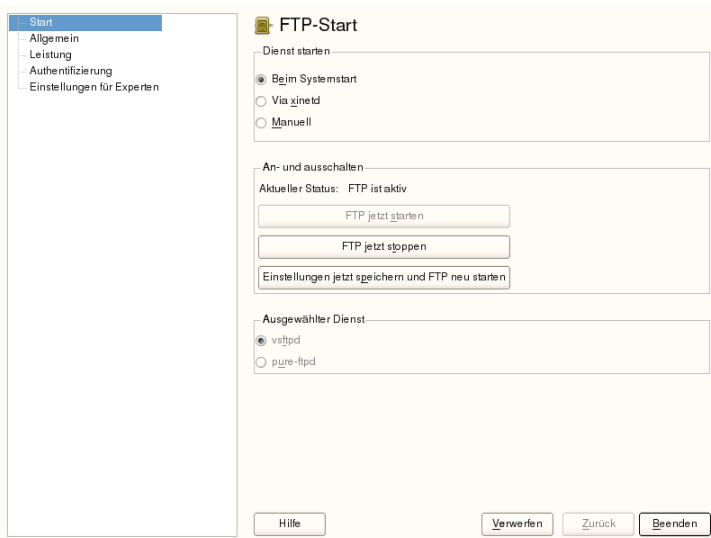 Start
Allgemein
Leistung
Authentifizierung
Einstellungen für Experten
FTP-Start
Dienst starten
Beim Systemstart
Via xinetd
Manuell
An- und ausschalten
Aktueller Status: FTP ist aktiv
FTP jetzt starten
FTP jetzt stoppen
Einstellungen jetzt speichern und FTP neu starten
Ausgewählter Dienst
vsftpd
pure-ftpd
Hilfe
Verwerfen
Zurück
Beenden